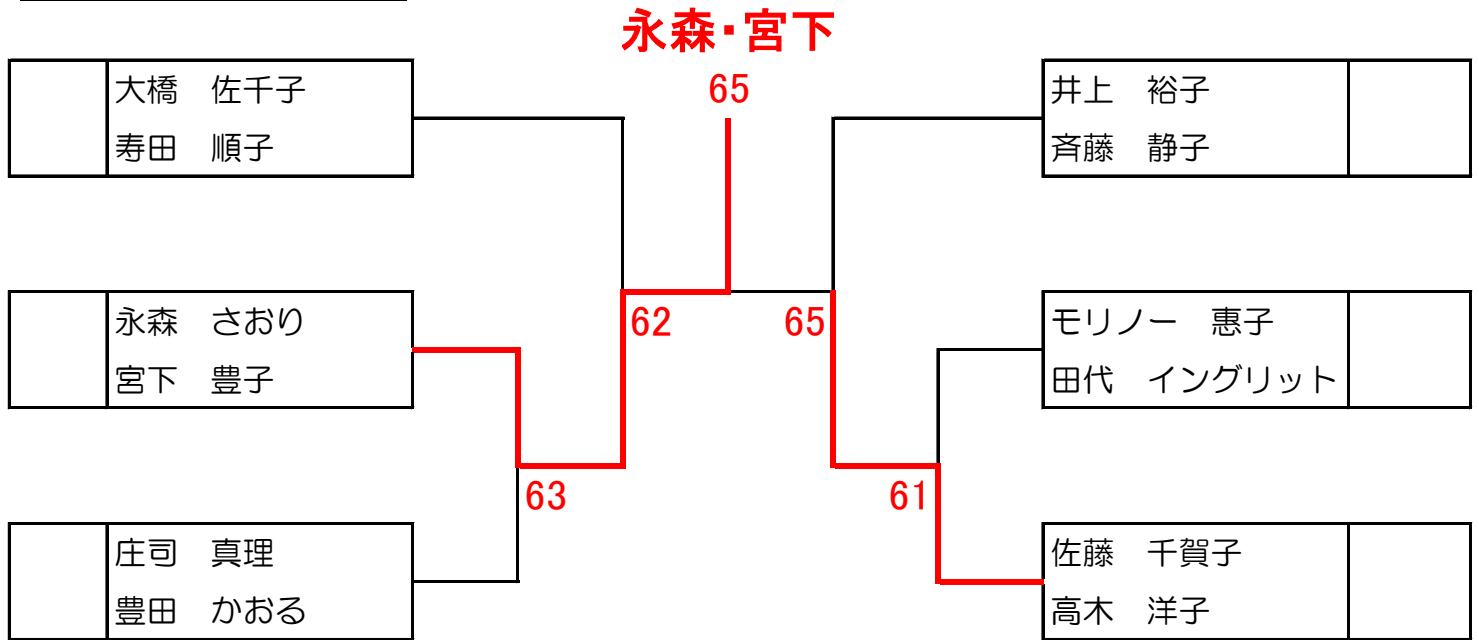 永森・宮下
65
大橋　佐千子
寿田　順子
井上　裕子
斉藤　静子
永森　さおり
宮下　豊子
62
65
モリノー　惠子
田代　イングリット
63
61
庄司　真理
豊田　かおる
佐藤　千賀子
高木　洋子